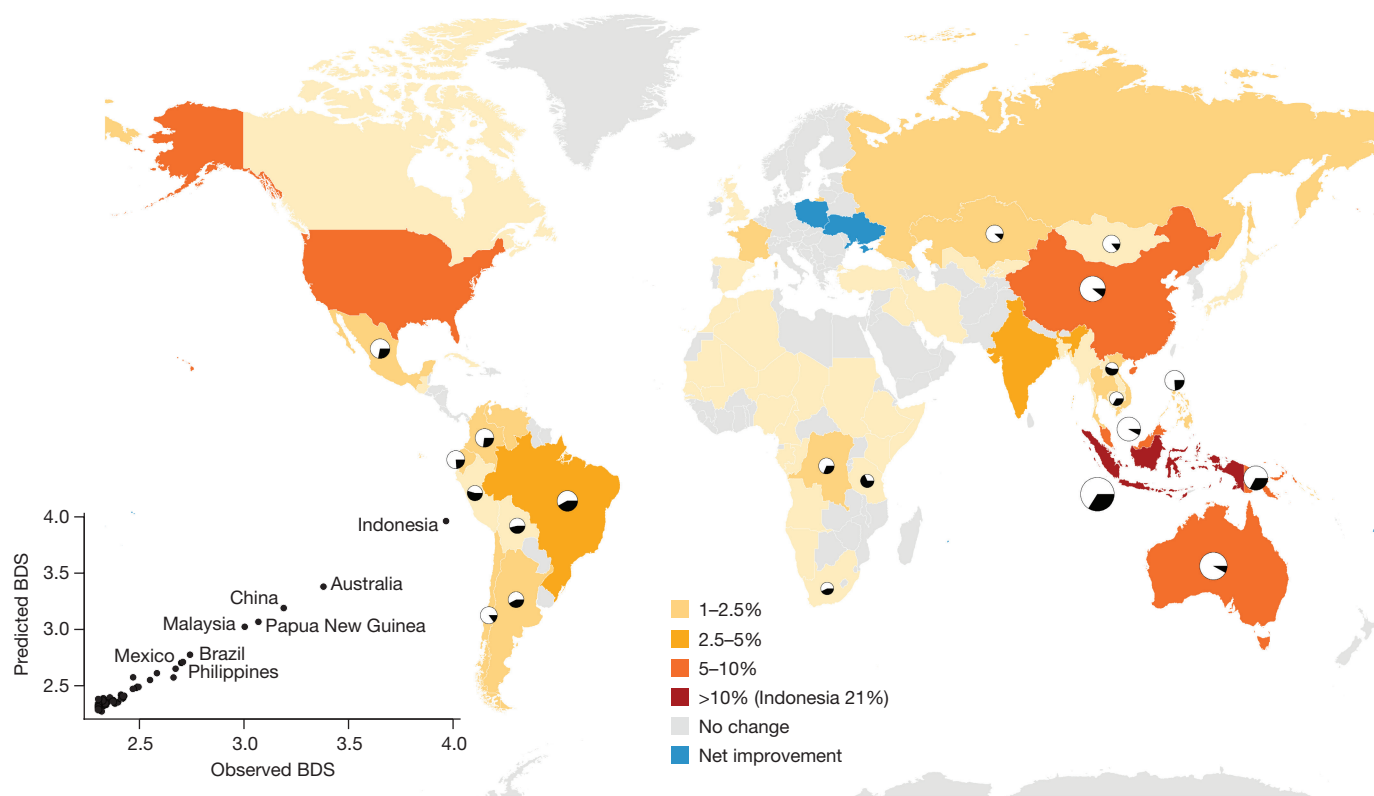 4.0
3.5
3.0
2.5
Predicted BDS
Indonesia
Australia
China
Malaysia
Papua New Guinea
Mexico
Brazil
Philippines
2.5
3.0
3.5
4.0
Observed BDS
1–2.5%
2.5–5%
5–10%
>10% (Indonesia 21%)
No change
Net improvement